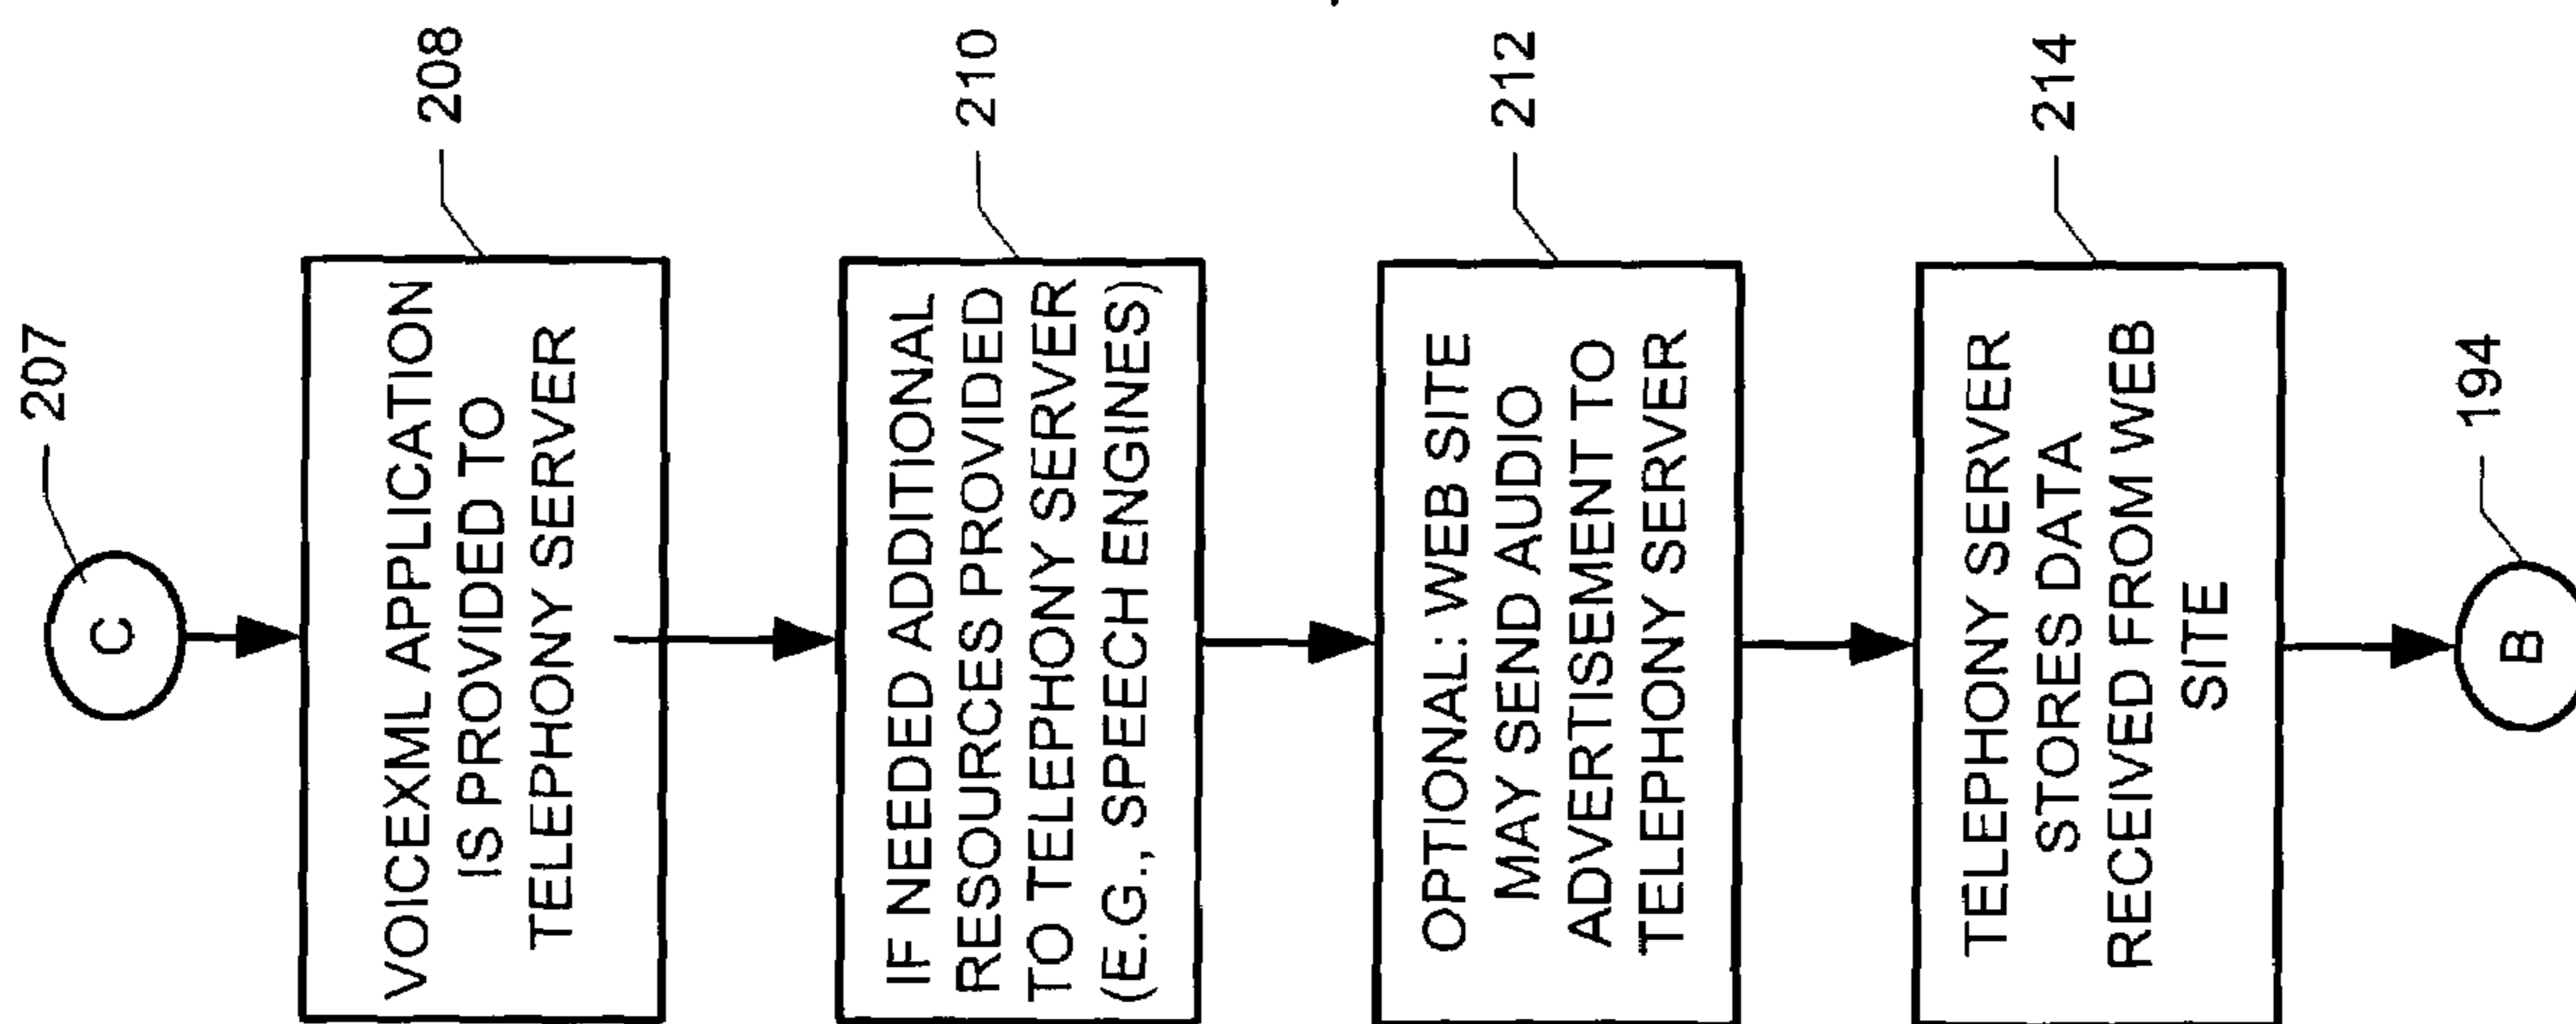 207
C
208
VOICEXML APPLICATION
IS PROVIDED TO
TELEPHONY SERVER
210
IF NEEDED ADDITIONAL
RESOURCES PROVIDED
TO TELEPHONY SERVER
(E.G., SPEECH ENGINES)
212
OPTIONAL: WEB SITE
MAY SEND AUDIO
ADVERTISEMENT TO
TELEPHONY SERVER
214
TELEPHONY SERVER
STORES DATA
RECEIVED FROM WEB
SITE
194
B